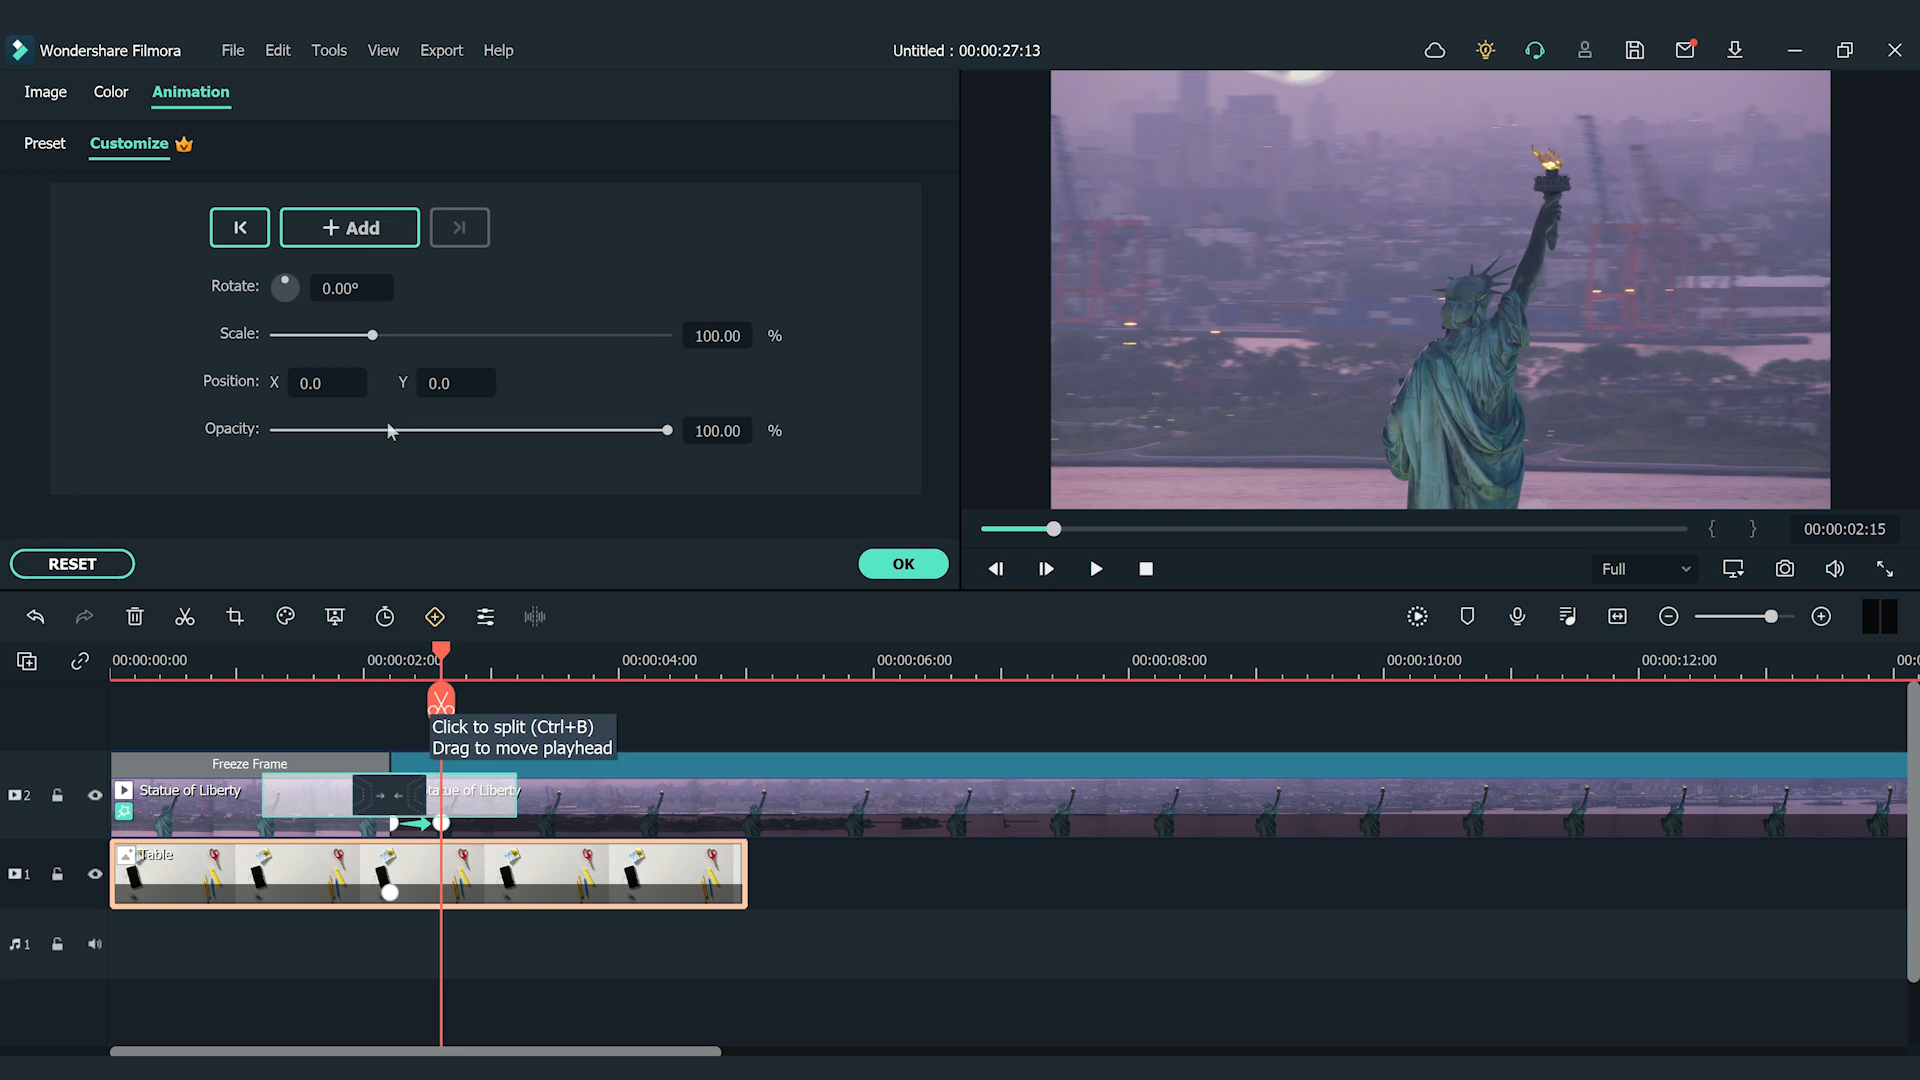 Wondershare Filmora File Edit Tools View Export Help Untitled : 00:00:27:13
Image Color Animation
Preset Customize
+ Add
Rotate: 0.00º
Scale: 100.00 %
Position: X 0.0 Y 0.0
Opacity: 100.00 %
RESET OK
{ } 00:00:02:15
Full
00:00:00:00 00:00:02:00 00:00:04:00 00:00:06:00 00:00:08:00 00:00:10:00 00:00:12:00 00:0
Click to split (Ctrl+B)
Drag to move playhead
Freeze Frame
2 Statue of Liberty tatue of Liberty
1 Table
1